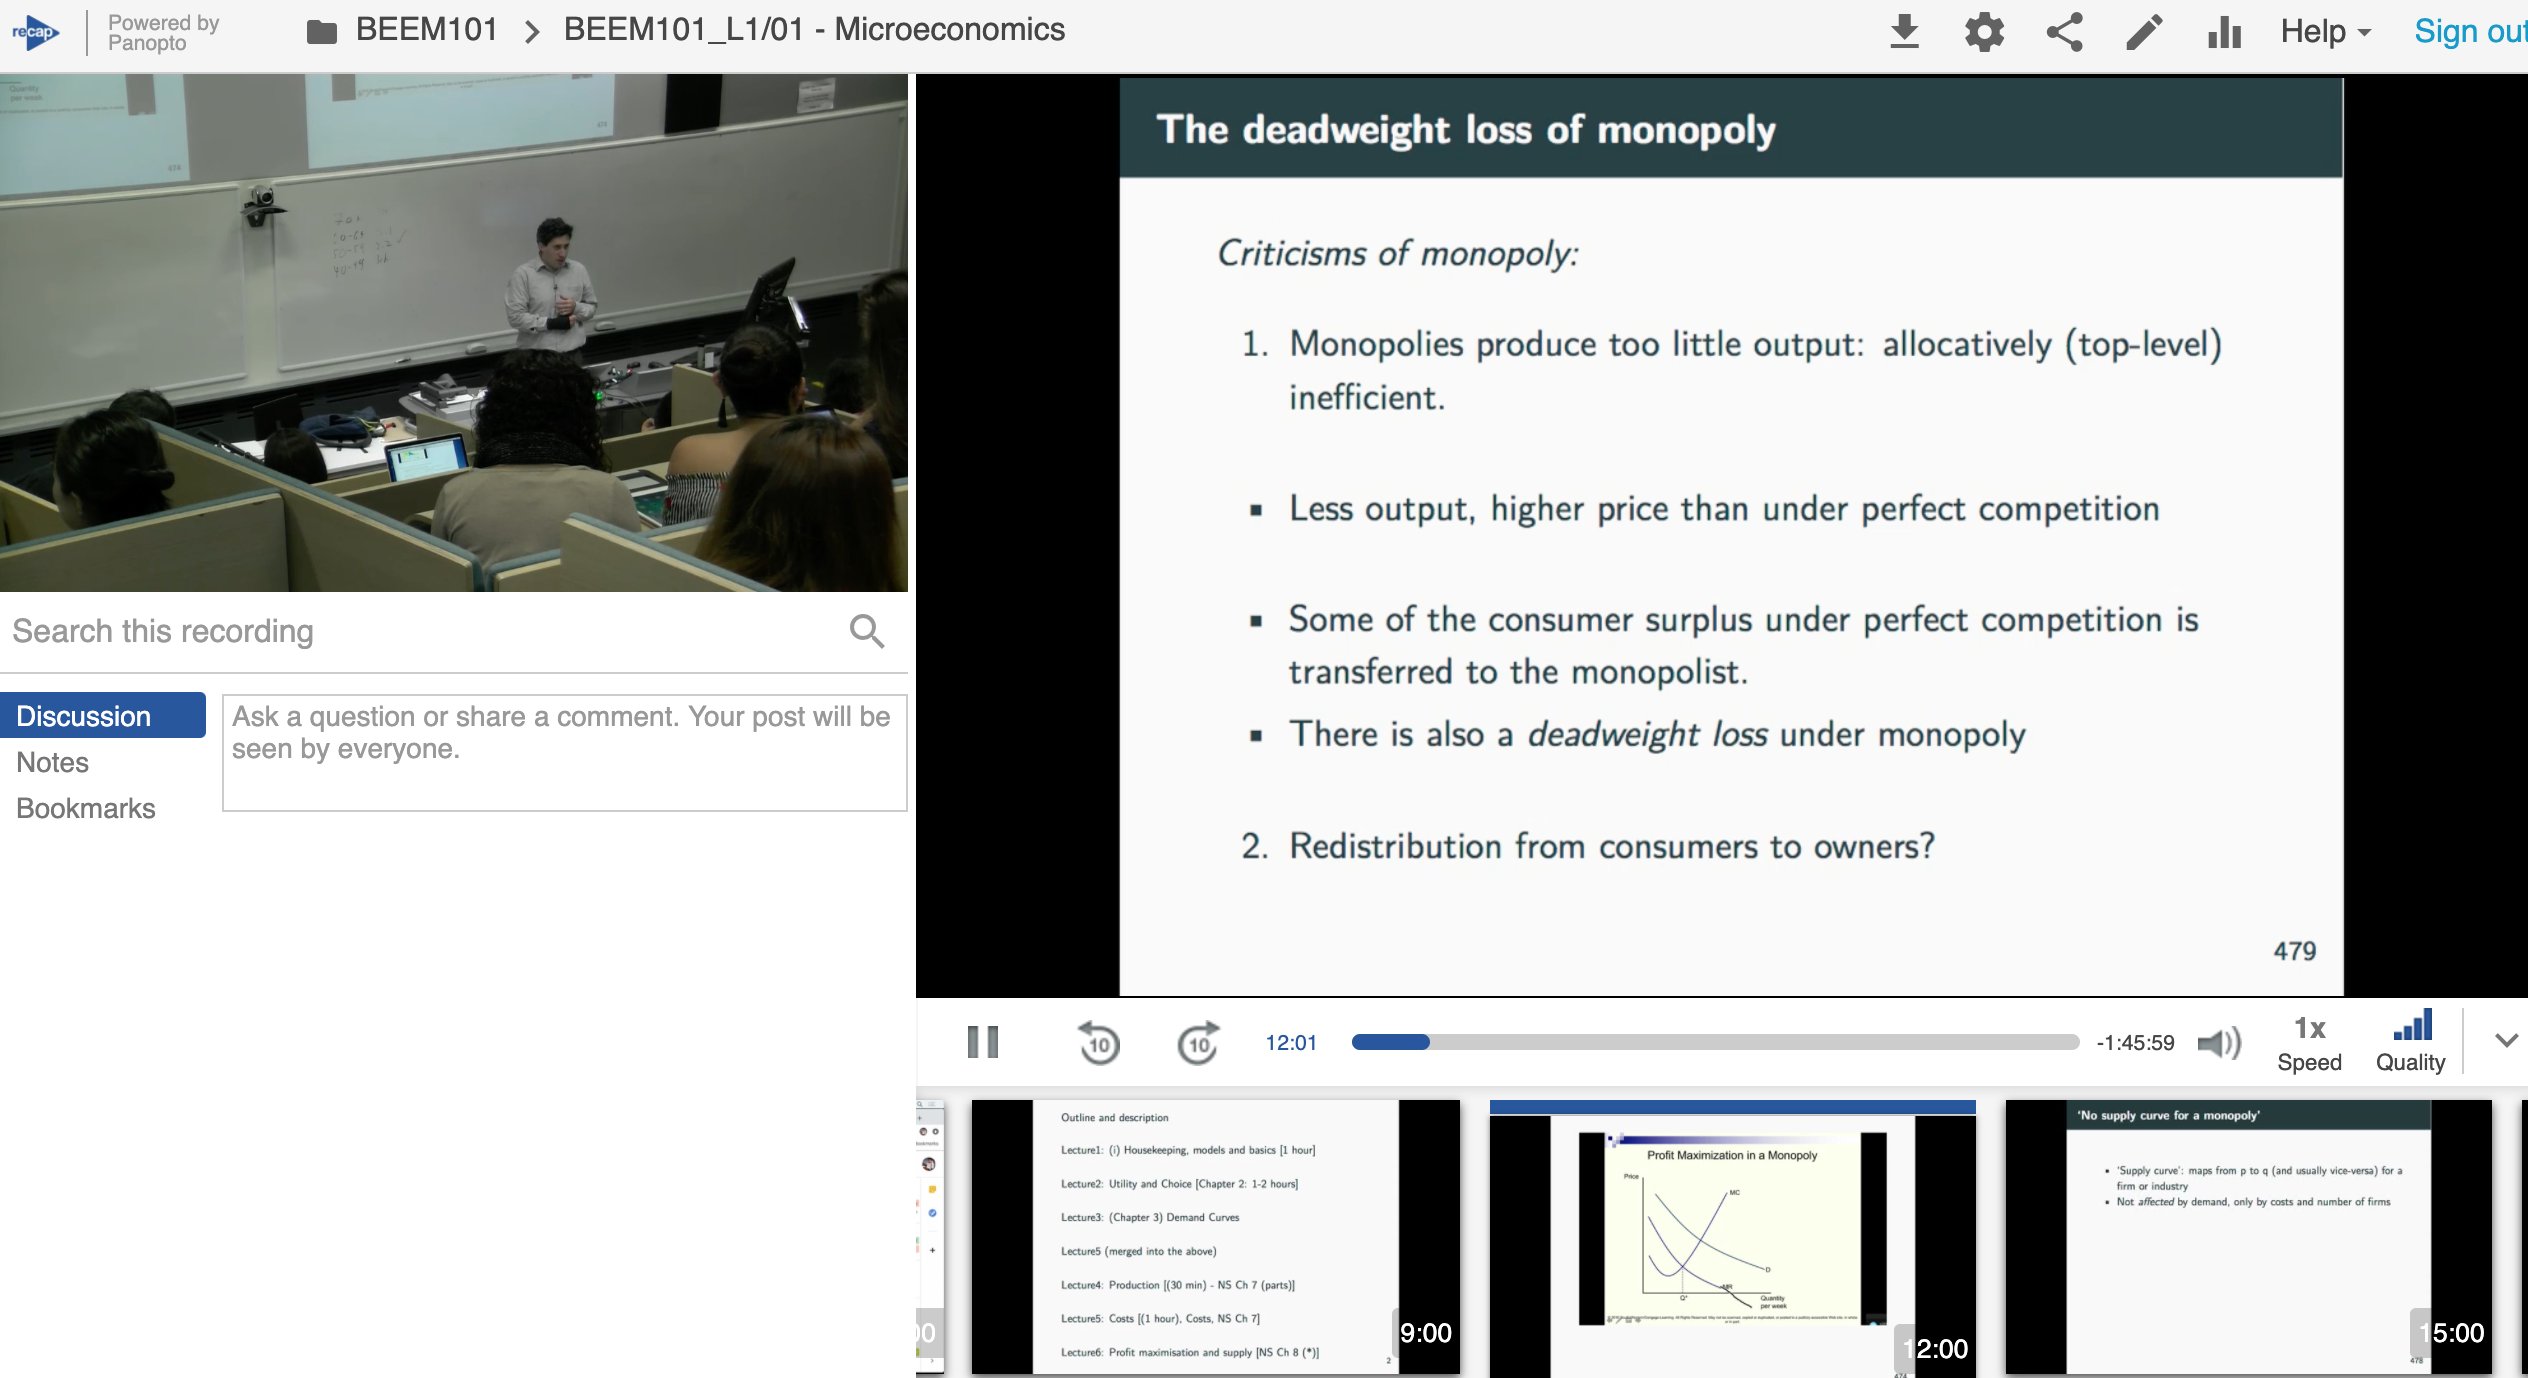 recap
Powered by
Panopto
BEEM101 > BEEM101_L1/01 - Microeconomics
Help
Sign out
Quantity
per week
474
The deadweight loss of monopoly
Criticisms of monopoly:
1. Monopolies produce too little output: allocatively (top-level)
inefficient.
▪ Less output, higher price than under perfect competition
▪ Some of the consumer surplus under perfect competition is
transferred to the monopolist.
▪ There is also a deadweight loss under monopoly
2. Redistribution from consumers to owners?
479
Search this recording
Discussion
Notes
Bookmarks
Ask a question or share a comment. Your post will be
seen by everyone.
10
10
12:01
-1:45:59
1x
Speed
Quality
Outline and description
Lecture1: (i) Housekeeping, models and basics [1 hour]
Lecture2: Utility and Choice [Chapter 2: 1-2 hours]
Lecture3: (Chapter 3) Demand Curves
Lecture5 (merged into the above)
Lecture4: Production [(30 min) - NS Ch 7 (parts)]
Lecture5: Costs [(1 hour), Costs, NS Ch 7]
Lecture6: Profit maximisation and supply [NS Ch 8 (*)]
2
9:00
Profit Maximization in a Monopoly
Price
MC
D
MR
Q*
Quantity
per week
12:00
474
'No supply curve for a monopoly'
• 'Supply curve': maps from p to q (and usually vice-versa) for a
firm or industry
• Not affected by demand, only by costs and number of firms
15:00
478